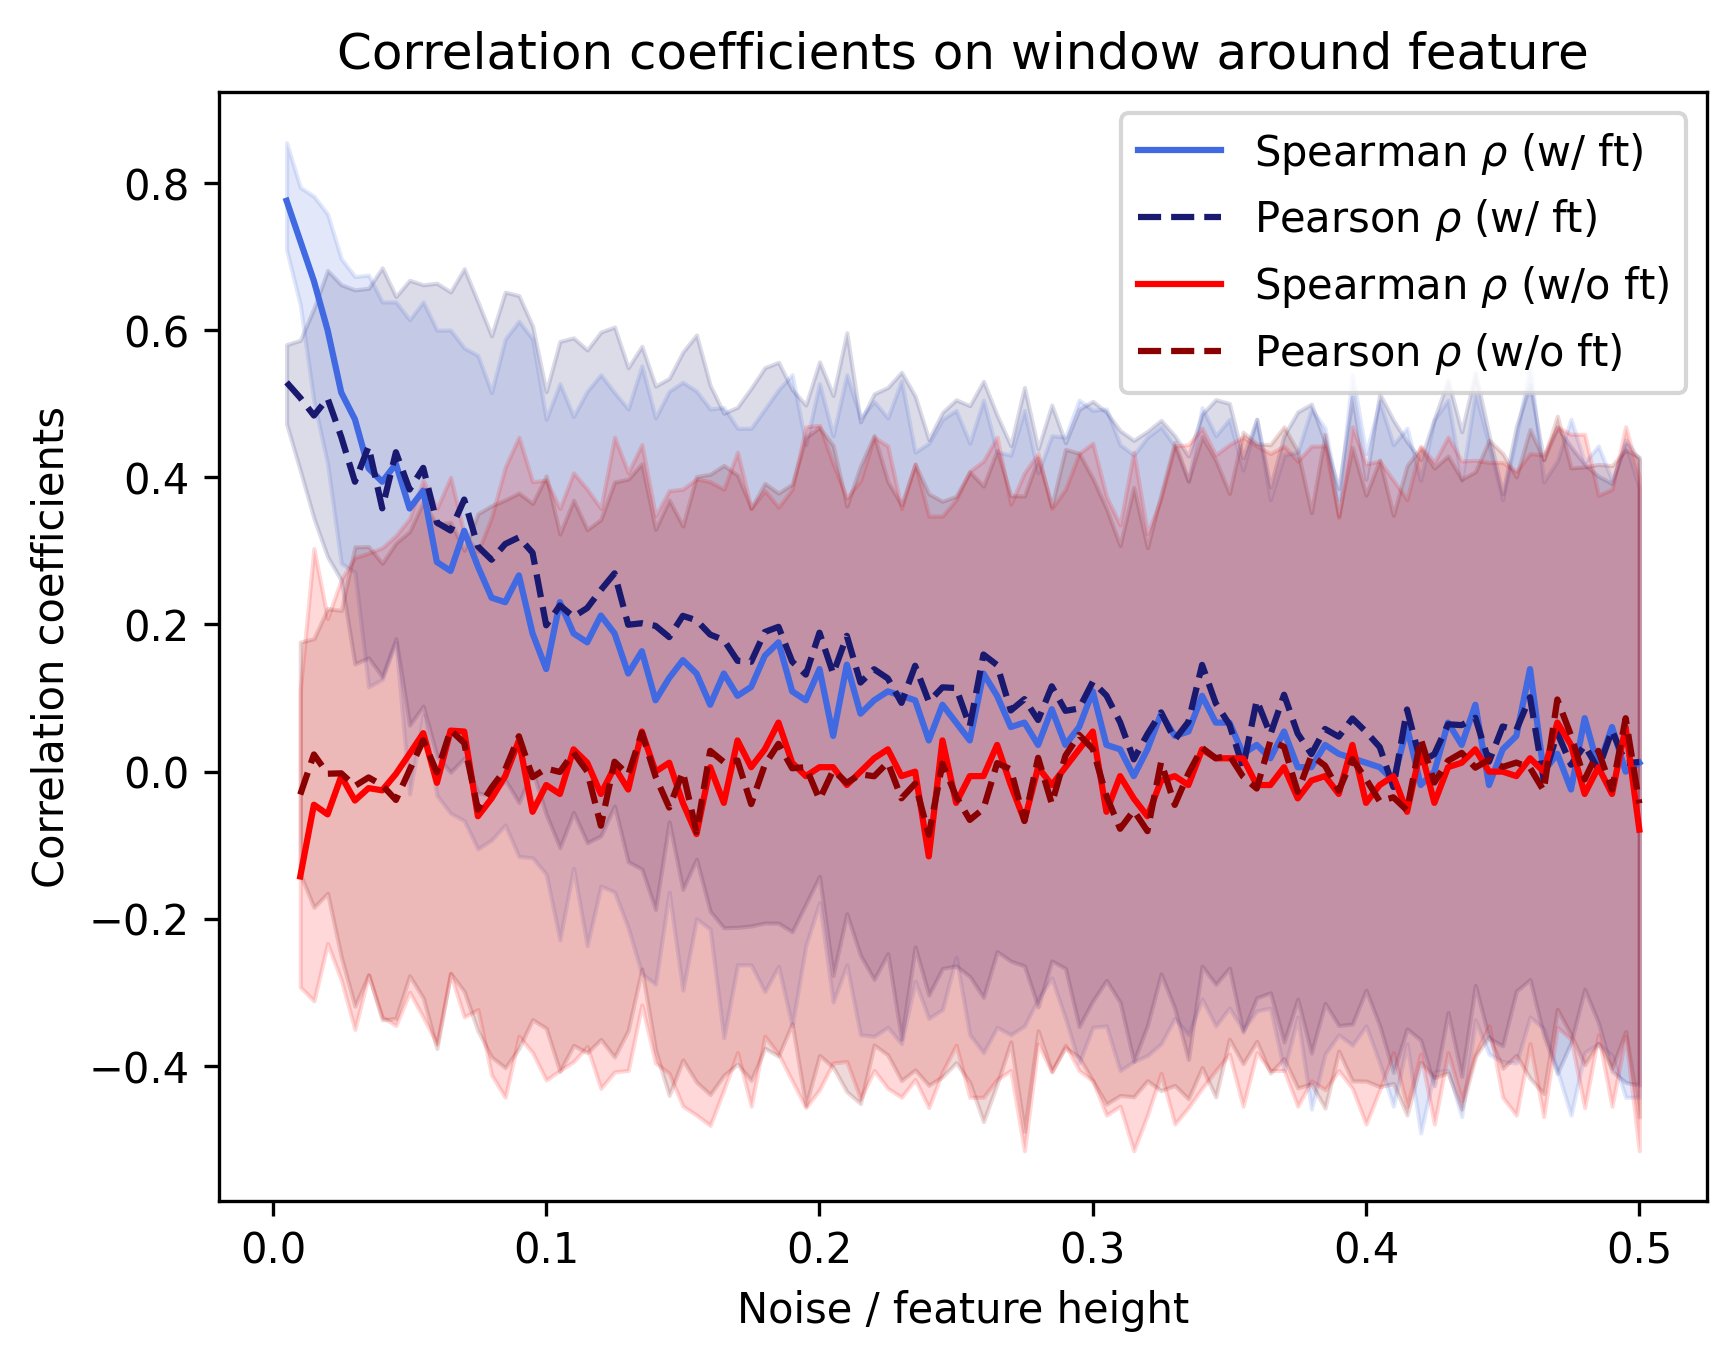 Correlation coefficients on window around feature
Spearman ρ (w/ ft)
Pearson ρ (w/ ft)
Spearman ρ (w/o ft)
Pearson ρ (w/o ft)
Correlation coefficients
0.8
0.6
0.4
0.2
0.0
−0.2
−0.4
0.0 0.1 0.2 0.3 0.4 0.5
Noise / feature height